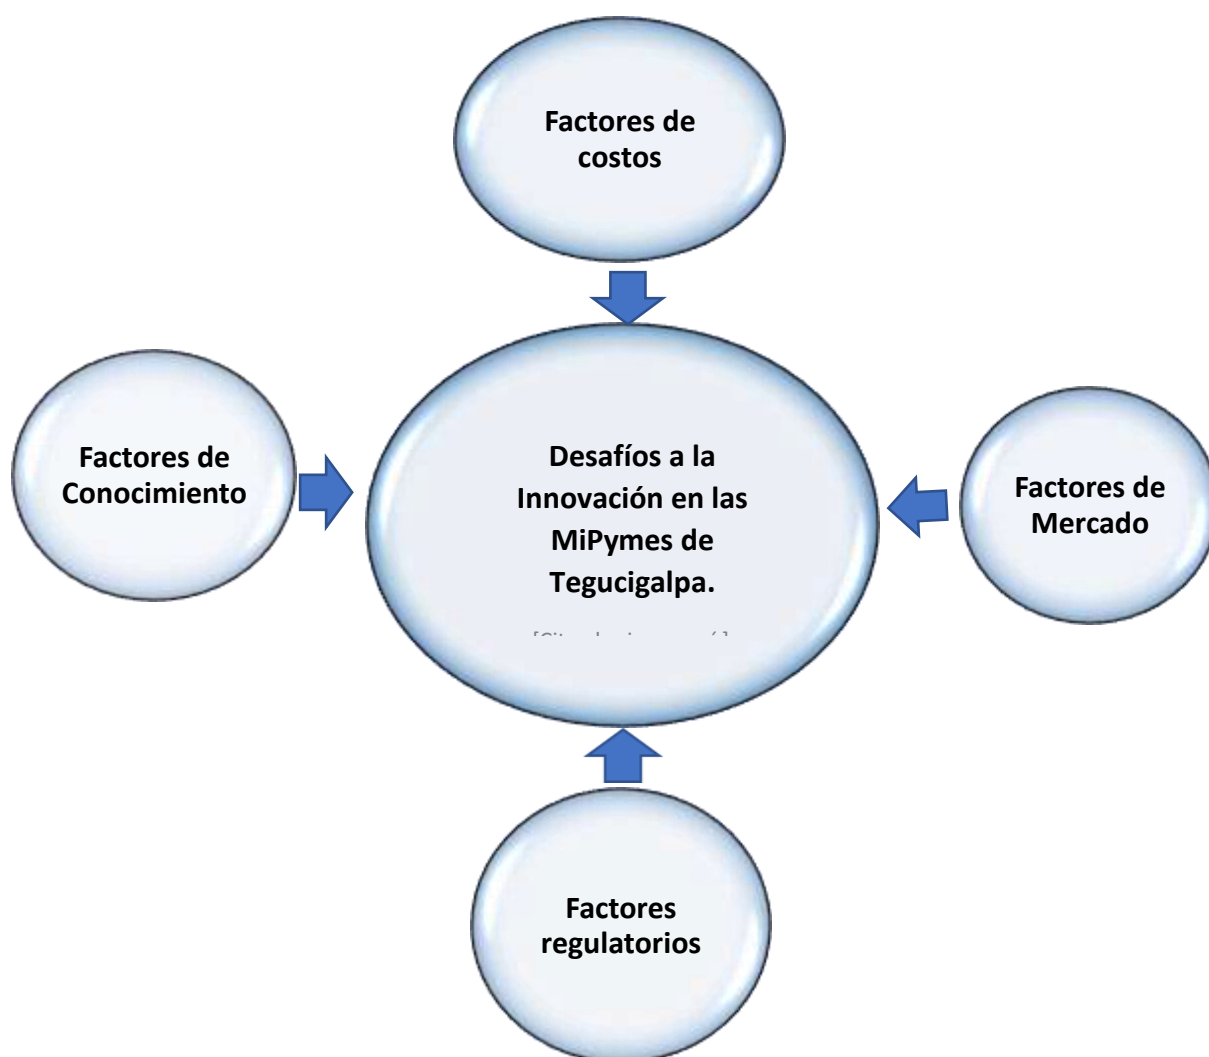 Factores de
costos
Factores de
Conocimiento
Desafíos a la
Innovación en las
MiPymes de
Tegucigalpa.
Factores de
Mercado
Factores
regulatorios